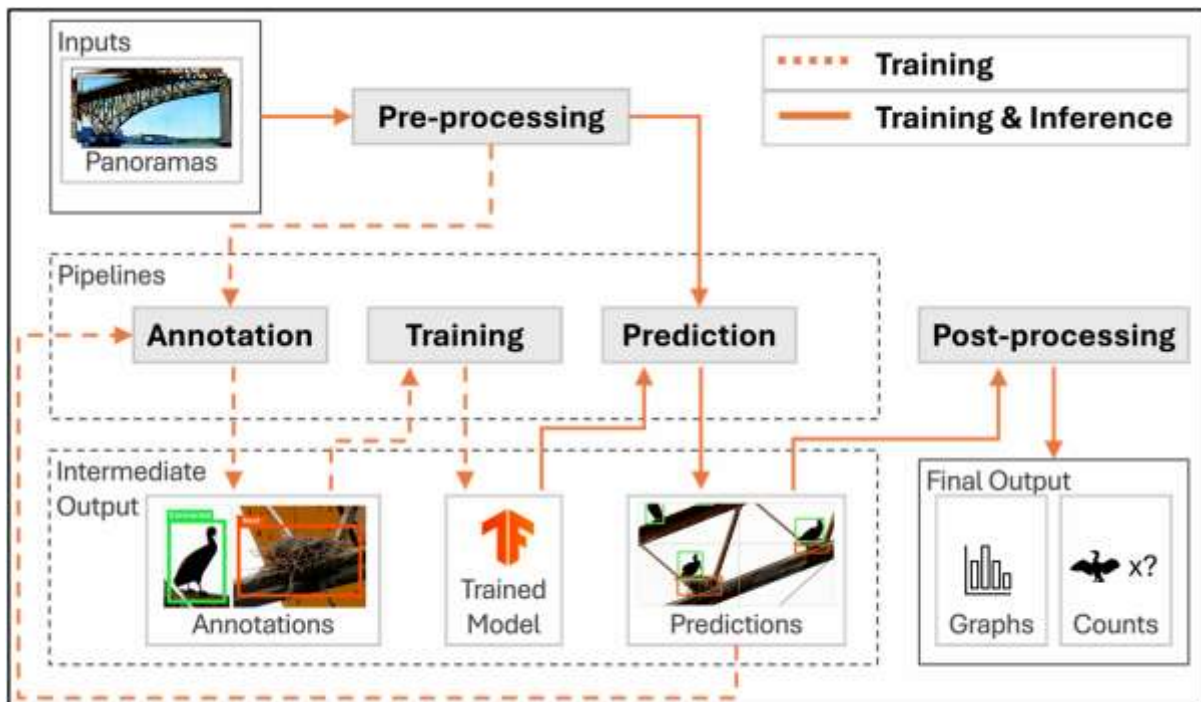 Inputs
Panoramas
Pre-processing
Training
Training & Inference
Pipelines
Annotation
Training
Prediction
Post-processing
Intermediate
Output
Annotations
Trained
Model
Predictions
Final Output
Graphs
x?
Counts